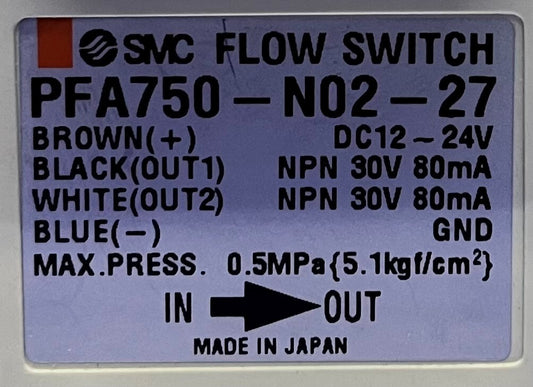 SMC FLOW SWITCH
PFA750-N02-27
BROWN(+) DC12~24V
BLACK(OUT1) NPN 30V 80mA
WHITE(OUT2) NPN 30V 80mA
BLUE(-) GND
MAX.PRESS. 0.5MPa{5.1kgf/cm²}
IN OUT
MADE IN JAPAN